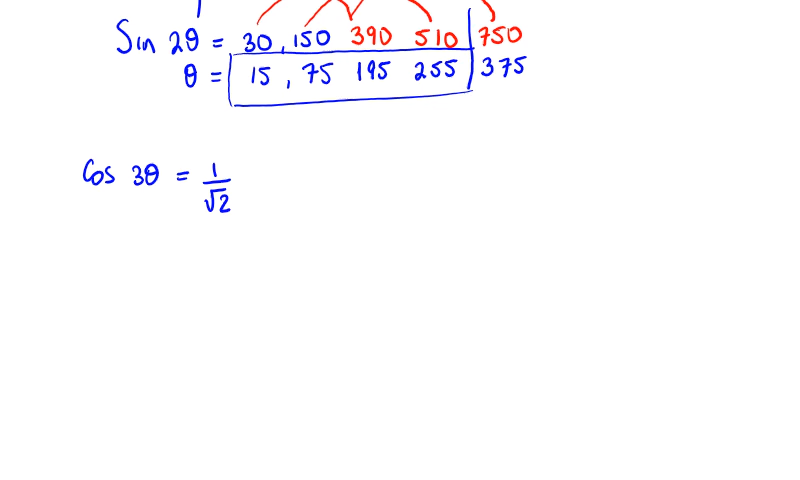 Sin 2θ = 30, 150 390 510 | 750
θ = 15, 75 195 255 | 375
Cos 3θ = 1/√2